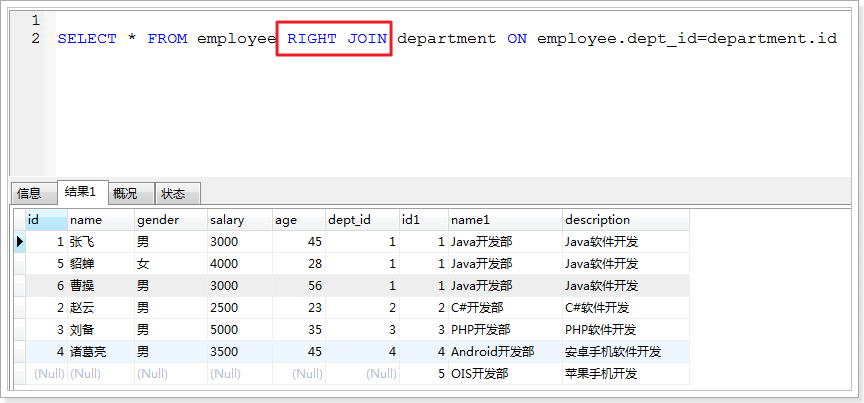 1
2 SELECT * FROM employee RIGHT JOIN department ON employee.dept_id=department.id
信息 结果1 概况 状态
id name gender salary age dept_id id1 name1 description
1 张飞 男 3000 45 1 1 Java开发部 Java软件开发
5 貂蝉 女 4000 28 1 1 Java开发部 Java软件开发
6 曹操 男 3000 56 1 1 Java开发部 Java软件开发
2 赵云 男 2500 23 2 2 C#开发部 C#软件开发
3 刘备 男 5000 35 3 3 PHP开发部 PHP软件开发
4 诸葛亮 男 3500 45 4 4 Android开发部 安卓手机软件开发
(Null) (Null) (Null) (Null) (Null) (Null) 5 OIS开发部 苹果手机开发